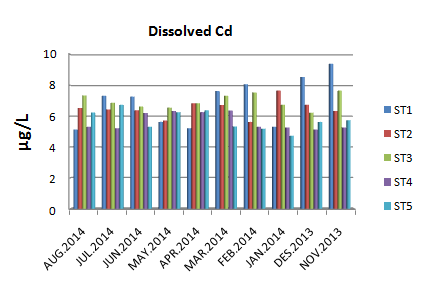 Dissolved Cd
10
8
6
4
2
0
µg/L
AUG.2014
JUL.2014
JUN.2014
MAY.2014
APR.2014
MAR.2014
FEB.2014
JAN.2014
DES.2013
NOV.2013
ST1
ST2
ST3
ST4
ST5